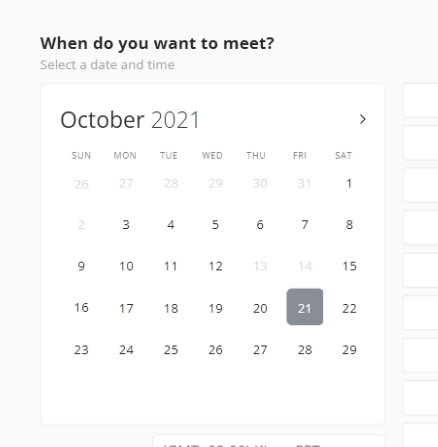 When do you want to meet?
Select a date and time
October 2021
SUN MON TUE WED THU FRI SAT
26 27 28 29 30 31 1
2 3 4 5 6 7 8
9 10 11 12 13 14 15
16 17 18 19 20 21 22
23 24 25 26 27 28 29